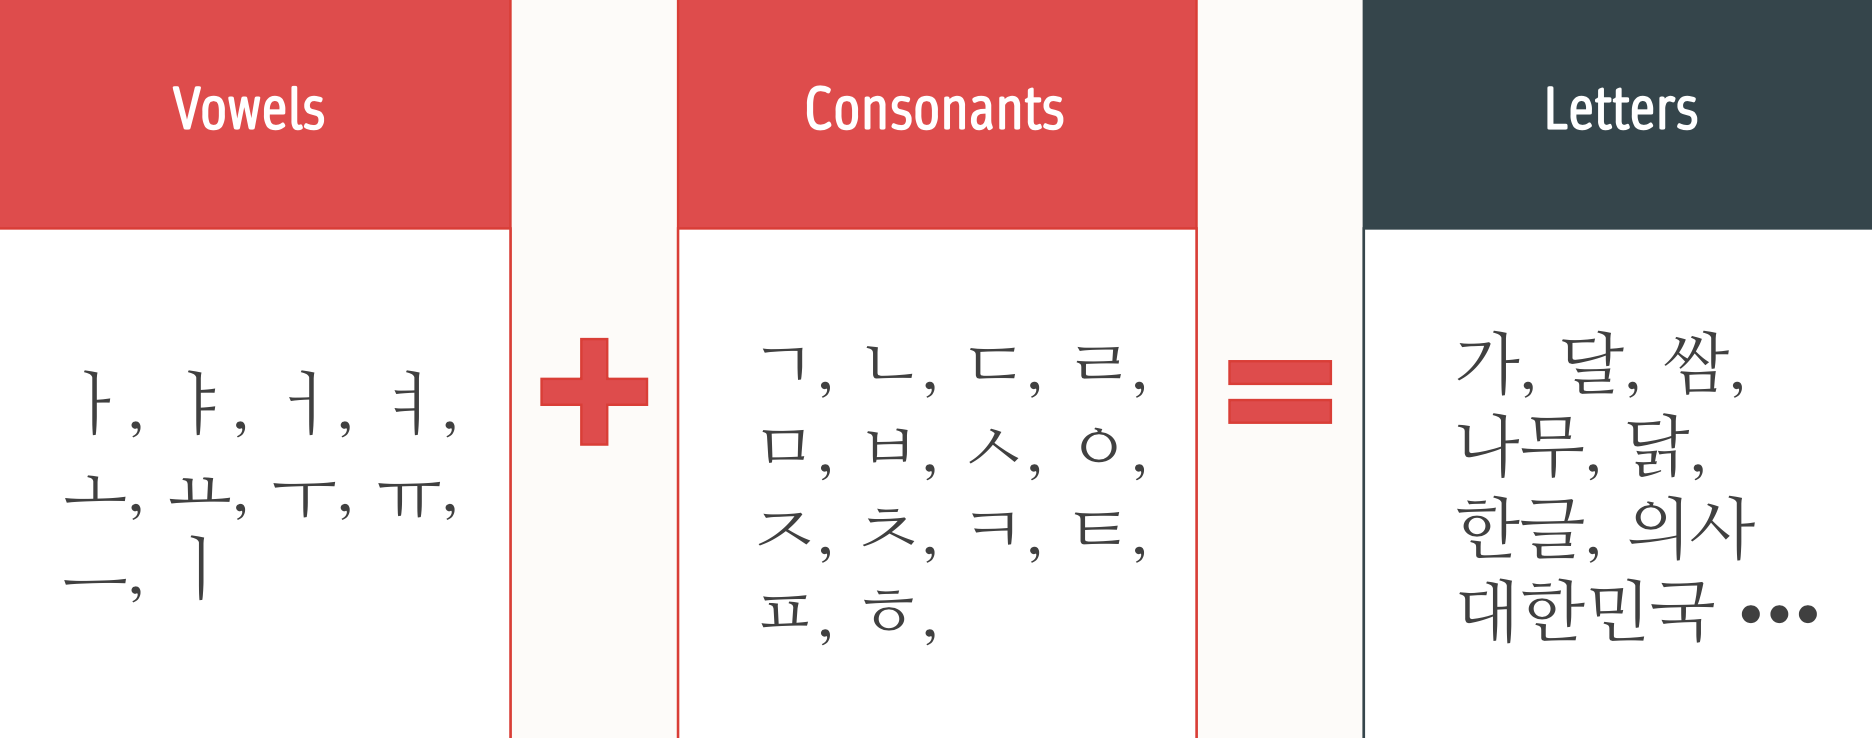 Vowels
ㅏ, ㅑ, ㅓ, ㅕ,
ㅗ, ㅛ, ㅜ, ㅠ,
ㅡ, ㅣ
Consonants
ㄱ, ㄴ, ㄷ, ㄹ,
ㅁ, ㅂ, ㅅ, ㅇ,
ㅈ, ㅊ, ㅋ, ㅌ,
ㅍ, ㅎ,
Letters
가, 달, 쌈,
나무, 닭,
한글, 의사
대한민국 •••